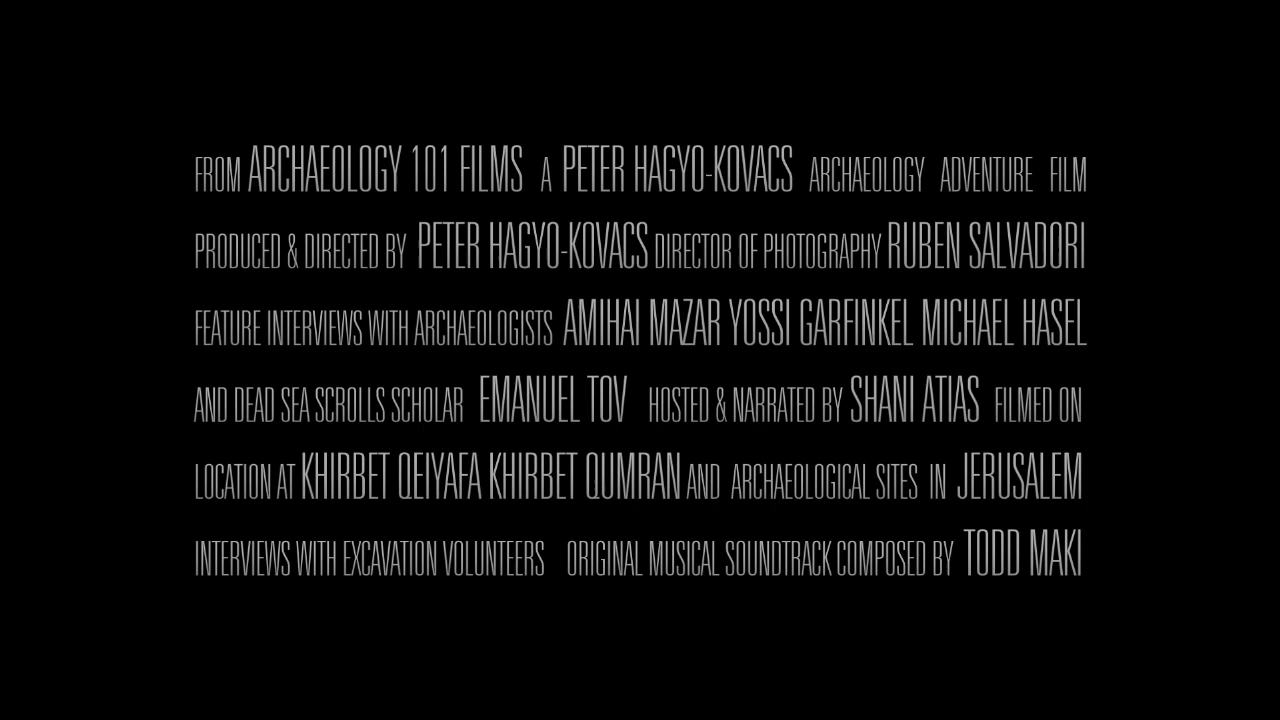 FROM ARCHAEOLOGY 101 FILMS A PETER HAGYO-KOVACS ARCHAEOLOGY ADVENTURE FILM
PRODUCED & DIRECTED BY PETER HAGYO-KOVACS DIRECTOR OF PHOTOGRAPHY RUBEN SALVADORI
FEATURE INTERVIEWS WITH ARCHAEOLOGISTS AMIHAI MAZAR YOSSI GARFINKEL MICHAEL HASEL
AND DEAD SEA SCROLLS SCHOLAR EMANUEL TOV HOSTED & NARRATED BY SHANI ATIAS FILMED ON
LOCATION AT KHIRBET QEIYAFA KHIRBET QUMRAN AND ARCHAEOLOGICAL SITES IN JERUSALEM
INTERVIEWS WITH EXCAVATION VOLUNTEERS ORIGINAL MUSICAL SOUNDTRACK COMPOSED BY TODD MAKI